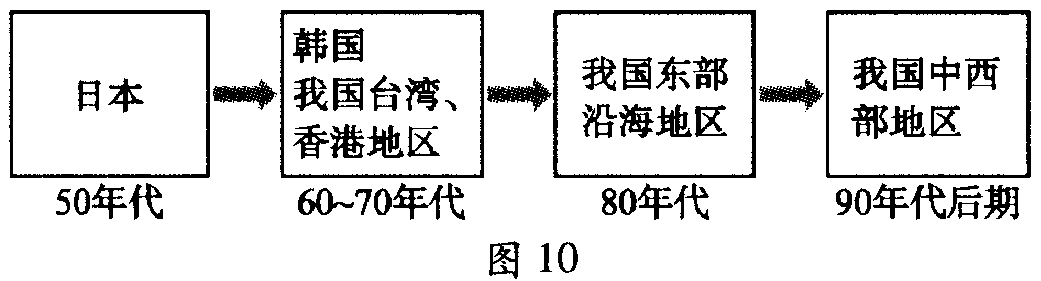 日本
韩国
我国台湾、
香港地区
我国东部
沿海地区
我国中西
部地区
50年代
60~70年代
80年代
90年代后期
图 10